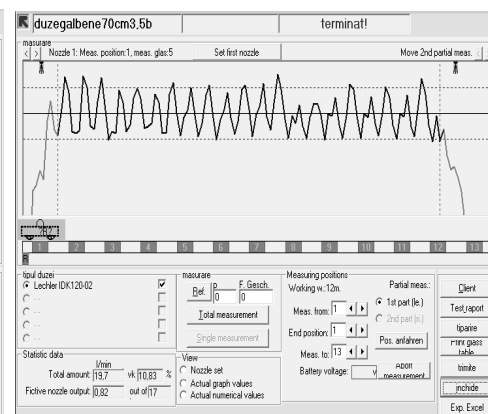 duzegalbene70cm3,5b
terminat!
masurare
< > Nozzle 1: Meas. position:1, meas. glas:5 Set first nozzle Move 2nd partial meas. <
1 2 3 4 5 6 7 8 9 10 11 12 13
R
tipul duzei
Lechler IDK120-02
masurare
Ref. p F. Gesch.
0 0
Total measurement
Single measurement
Measuring positions
Working w.:12m. Partial meas.:
Meas. from: 1 1st part (le.)
2nd part (ri.)
End position: 1 Pos. anfahren
Meas. to: 13
Battery voltage: v Abort measurement
Client
Test,raport
tiparire
Print glass table
trimite
inchide
Exp. Excel
Statistic data
l/min
Total amount: 19,7 vk 10,83 %
Fictive nozzle output: 0,82 out of 17
View
Nozzle set
Actual graph values
Actual numerical values